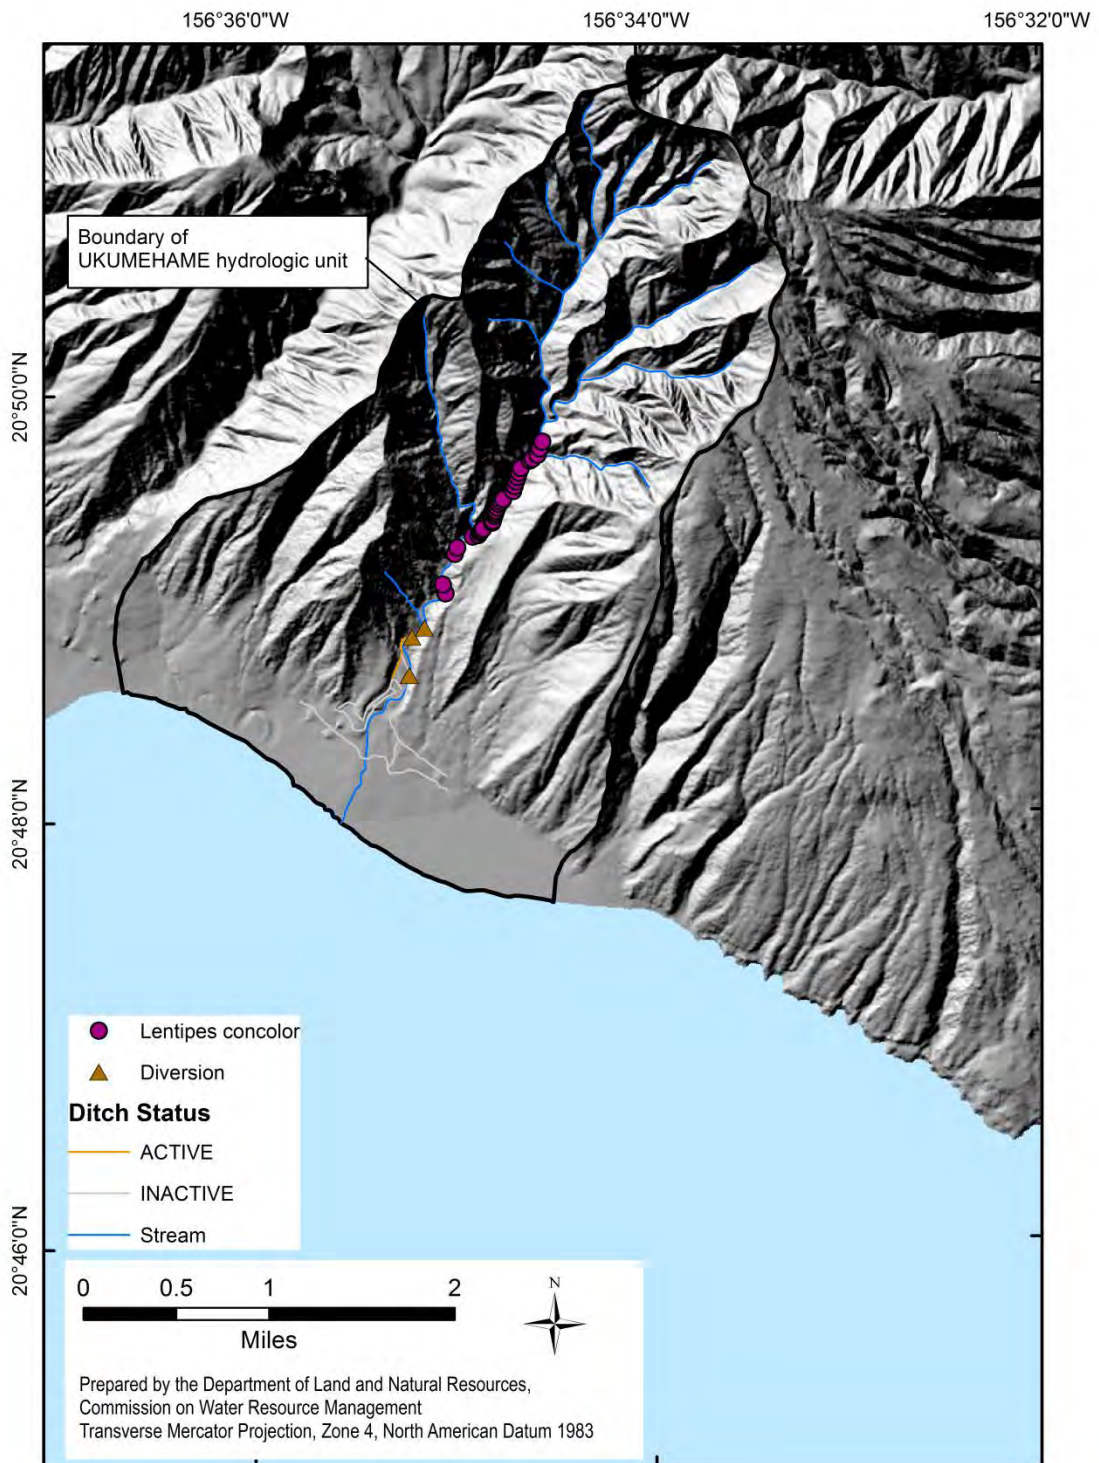 156°36'0"W
156°34'0"W
156°32'0"W
Boundary of
UKUMEHAME hydrologic unit
20°50'0"N
20°48'0"N
20°46'0"N
Lentipes concolor
Diversion
Ditch Status
ACTIVE
INACTIVE
Stream
0 0.5 1 2
Miles
N
Prepared by the Department of Land and Natural Resources,
Commission on Water Resource Management
Transverse Mercator Projection, Zone 4, North American Datum 1983